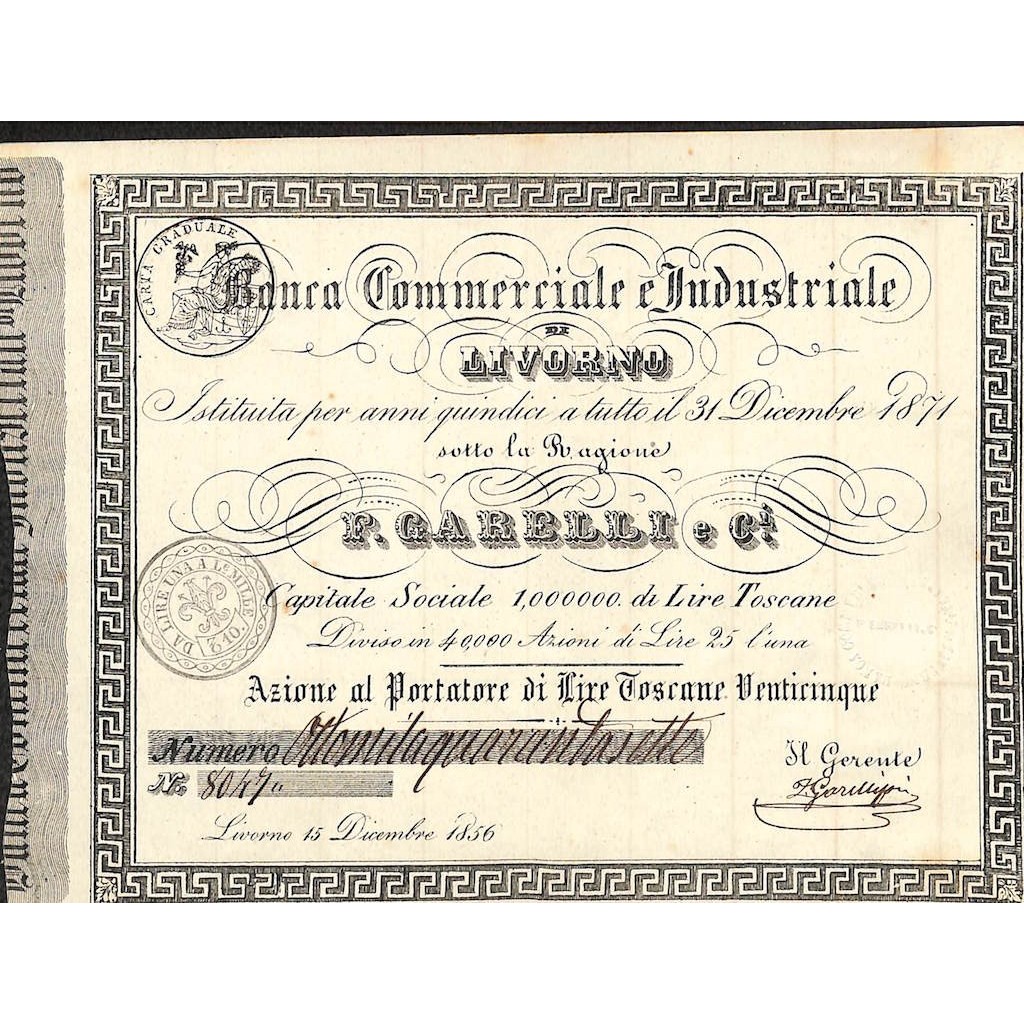 CARTA GRADUALE
Banca Commerciale e Industriale
DI
LIVORNO
Istituita per anni quindici a tutto il 31 Dicembre 1871
sotto la Ragione
F. GARELLI e C.ª
DA LIRE UNA A LE MILLE
2/10.
Capitale Sociale 1,000000. di Lire Toscane
Diviso in 40,000 Azioni di Lire 25 l'una
Azione al Portatore di Lire Toscane Venticinque
Numero Ottomilaquarantasette
N.º 8047"
Il Gerente
Livorno 15 Dicembre 1856